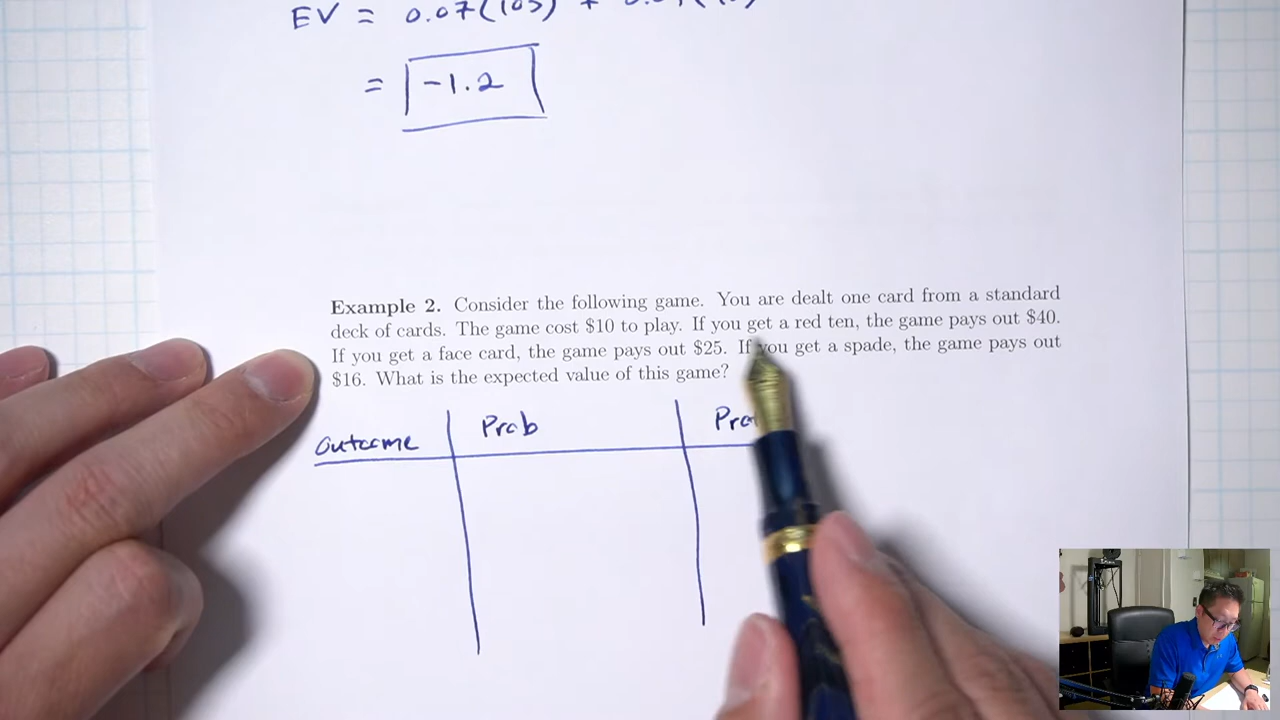 EV = 0.07(105) +
= -1.2
Example 2. Consider the following game. You are dealt one card from a standard
deck of cards. The game cost $10 to play. If you get a red ten, the game pays out $40.
If you get a face card, the game pays out $25. If you get a spade, the game pays out
$16. What is the expected value of this game?
Outcome Prob